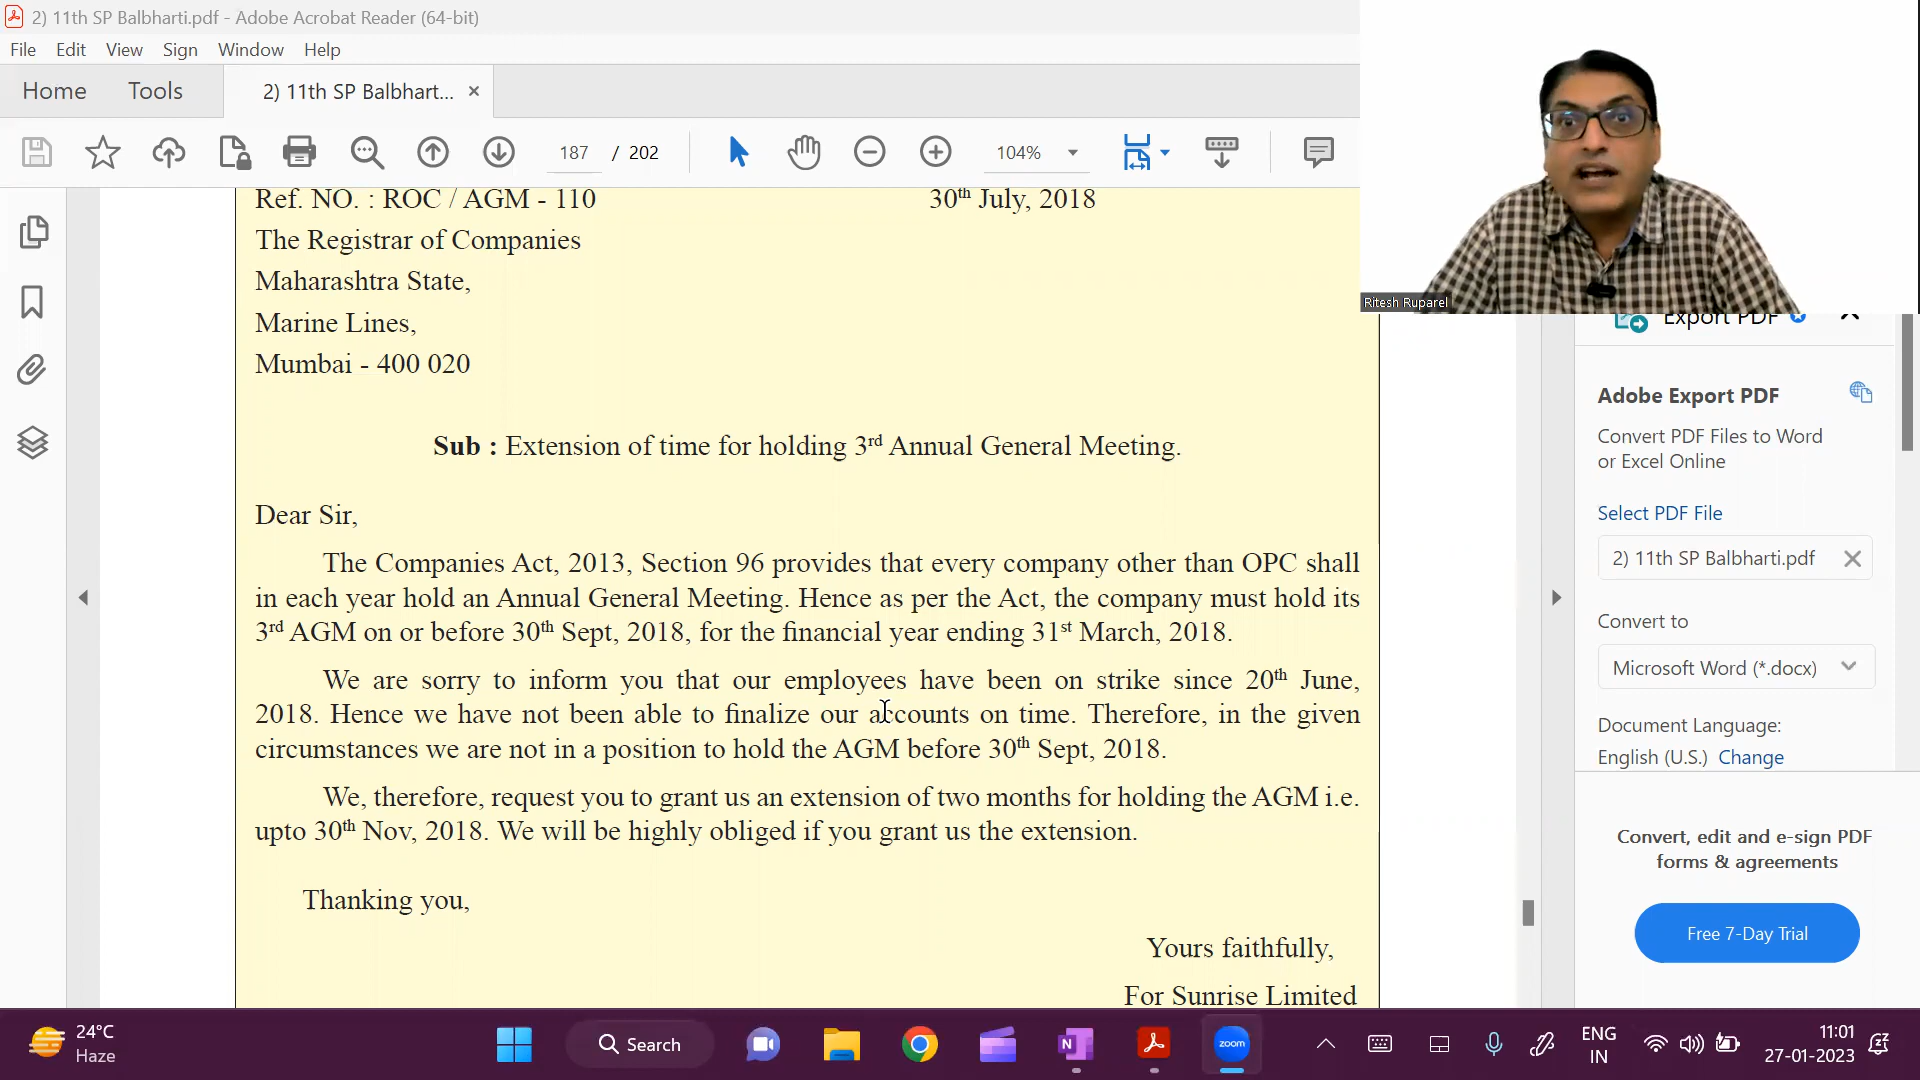 2) 11th SP Balbharti.pdf - Adobe Acrobat Reader (64-bit)
File Edit View Sign Window Help
Home Tools 2) 11th SP Balbhart... ×
187 / 202 104%
Ref. NO. : ROC / AGM - 110 30th July, 2018
The Registrar of Companies
Maharashtra State,
Marine Lines,
Mumbai - 400 020
Sub : Extension of time for holding 3rd Annual General Meeting.
Dear Sir,
The Companies Act, 2013, Section 96 provides that every company other than OPC shall
in each year hold an Annual General Meeting. Hence as per the Act, the company must hold its
3rd AGM on or before 30th Sept, 2018, for the financial year ending 31st March, 2018.
We are sorry to inform you that our employees have been on strike since 20th June,
2018. Hence we have not been able to finalize our accounts on time. Therefore, in the given
circumstances we are not in a position to hold the AGM before 30th Sept, 2018.
We, therefore, request you to grant us an extension of two months for holding the AGM i.e.
upto 30th Nov, 2018. We will be highly obliged if you grant us the extension.
Thanking you,
Yours faithfully,
For Sunrise Limited
Ritesh Ruparel
Export PDF
Adobe Export PDF
Convert PDF Files to Word
or Excel Online
Select PDF File
2) 11th SP Balbharti.pdf
Convert to
Microsoft Word (*.docx)
Document Language:
English (U.S.) Change
Convert, edit and e-sign PDF
forms & agreements
Free 7-Day Trial
24°C
Haze
Search
zoom
ENG
IN
11:01
27-01-2023